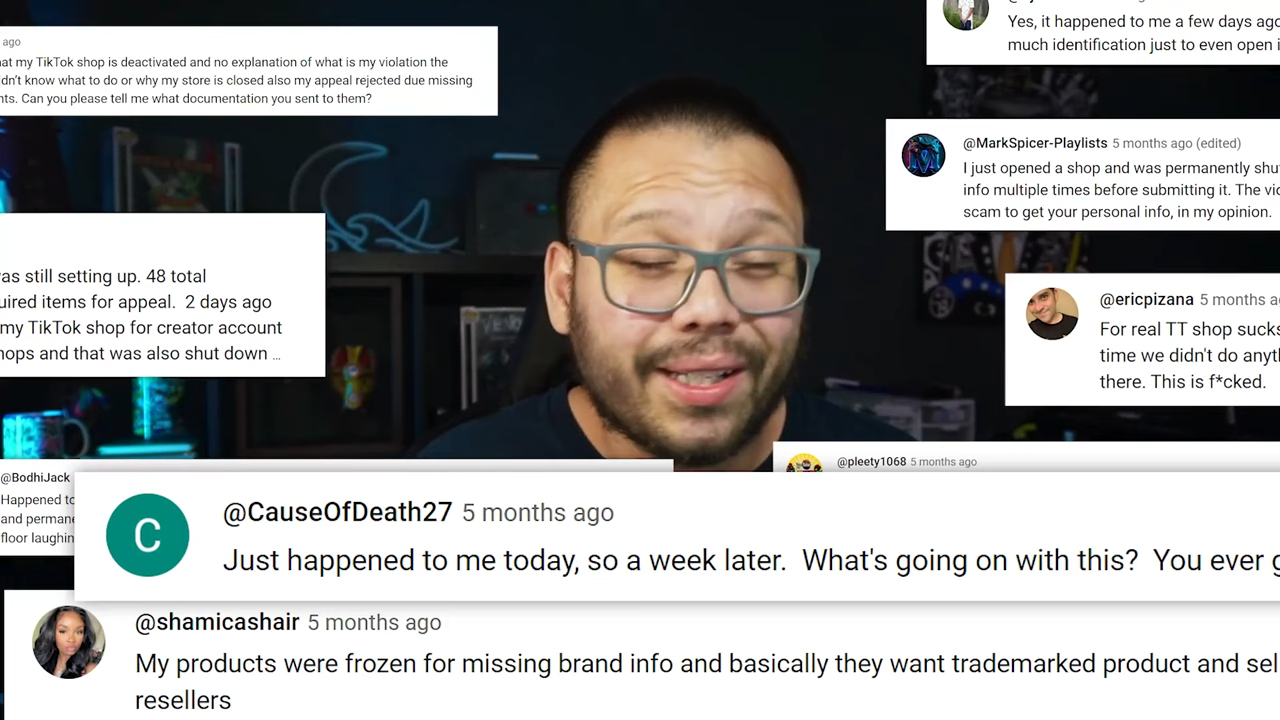 ago
at my TikTok shop is deactivated and no explanation of what is my violation the
dn't know what to do or why my store is closed also my appeal rejected due missing
nts. Can you please tell me what documentation you sent to them?
Yes, it happened to me a few days ago
much identification just to even open i
@MarkSpicer-Playlists 5 months ago (edited)
I just opened a shop and was permanently shu
info multiple times before submitting it. The vic
scam to get your personal info, in my opinion.
as still setting up. 48 total
uired items for appeal. 2 days ago
my TikTok shop for creator account
hops and that was also shut down ...
@ericpizana 5 months a
For real TT shop sucks
time we didn't do anyt
there. This is f*cked.
VENO
@BodhiJack
Happened to
and permane
floor laughin
@pleety1068 5 months ago
C
@CauseOfDeath27 5 months ago
Just happened to me today, so a week later. What's going on with this? You ever g
@shamicashair 5 months ago
My products were frozen for missing brand info and basically they want trademarked product and sel
resellers